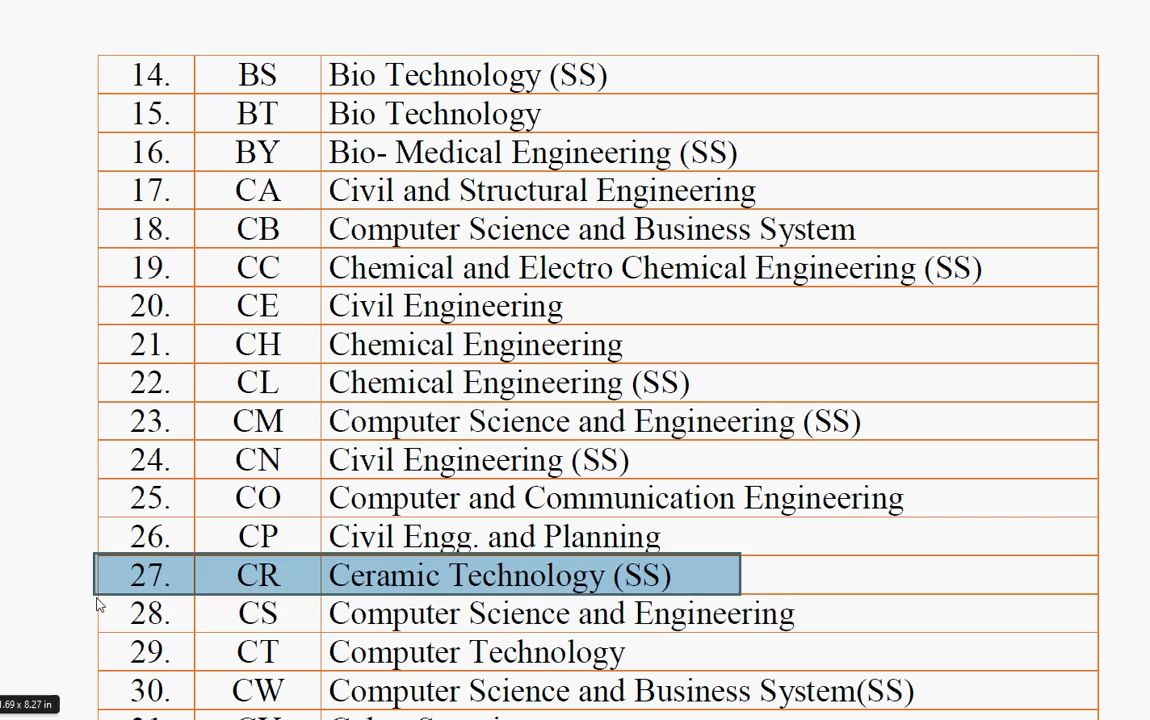 14. BS Bio Technology (SS)
15. BT Bio Technology
16. BY Bio- Medical Engineering (SS)
17. CA Civil and Structural Engineering
18. CB Computer Science and Business System
19. CC Chemical and Electro Chemical Engineering (SS)
20. CE Civil Engineering
21. CH Chemical Engineering
22. CL Chemical Engineering (SS)
23. CM Computer Science and Engineering (SS)
24. CN Civil Engineering (SS)
25. CO Computer and Communication Engineering
26. CP Civil Engg. and Planning
27. CR Ceramic Technology (SS)
28. CS Computer Science and Engineering
29. CT Computer Technology
30. CW Computer Science and Business System(SS)
.69 x 8.27 in